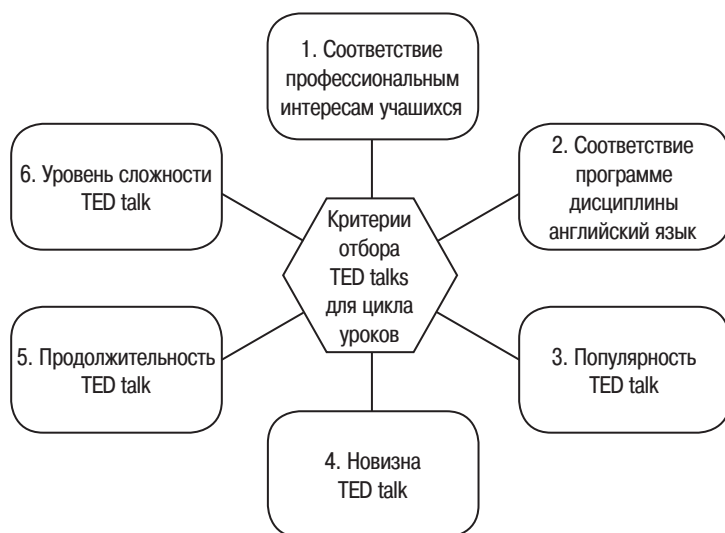 1. Соответствие
профессиональным
интересам учашихся
2. Соответствие
программе
дисциплины
английский язык
3. Популярность
TED talk
4. Новизна
TED talk
5. Продолжительность
TED talk
6. Уровень сложности
TED talk
Критерии
отбора
TED talks
для цикла
уроков